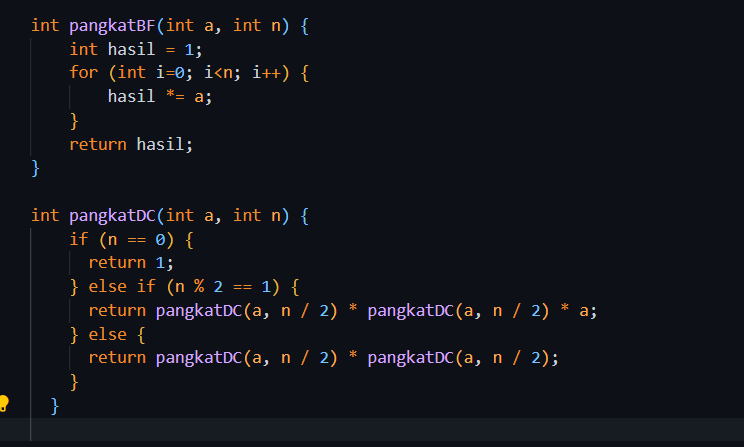 int pangkatBF(int a, int n) {
    int hasil = 1;
    for (int i=0; i<n; i++) {
        hasil *= a;
    }
    return hasil;
}

int pangkatDC(int a, int n) {
    if (n == 0) {
      return 1;
    } else if (n % 2 == 1) {
      return pangkatDC(a, n / 2) * pangkatDC(a, n / 2) * a;
    } else {
      return pangkatDC(a, n / 2) * pangkatDC(a, n / 2);
    }
  }